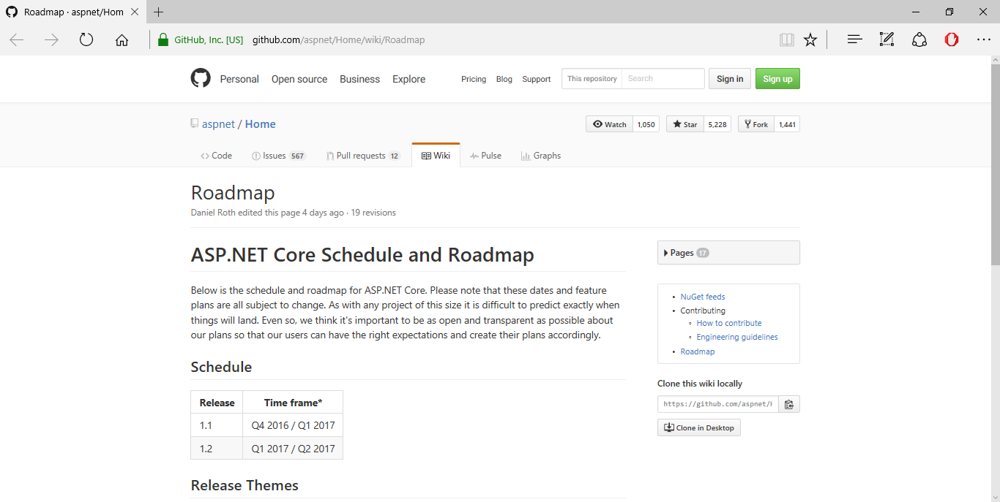 Roadmap · aspnet/Hom
GitHub, Inc. [US] github.com/aspnet/Home/wiki/Roadmap
Personal Open source Business Explore Pricing Blog Support This repository Search Sign in Sign up
aspnet / Home Watch 1,050 Star 5,228 Fork 1,441
Code Issues 567 Pull requests 12 Wiki Pulse Graphs
Roadmap
Daniel Roth edited this page 4 days ago · 19 revisions
ASP.NET Core Schedule and Roadmap
Below is the schedule and roadmap for ASP.NET Core. Please note that these dates and feature
plans are all subject to change. As with any project of this size it is difficult to predict exactly when
things will land. Even so, we think it's important to be as open and transparent as possible about
our plans so that our users can have the right expectations and create their plans accordingly.
Schedule
Release Time frame*
1.1 Q4 2016 / Q1 2017
1.2 Q1 2017 / Q2 2017
Release Themes
Pages 17
NuGet feeds
Contributing
How to contribute
Engineering guidelines
Roadmap
Clone this wiki locally
https://github.com/aspnet/
Clone in Desktop